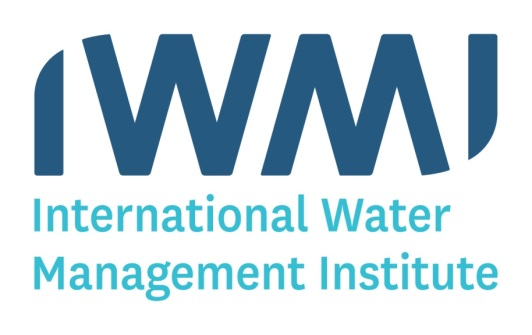 IWMI
International Water
Management Institute